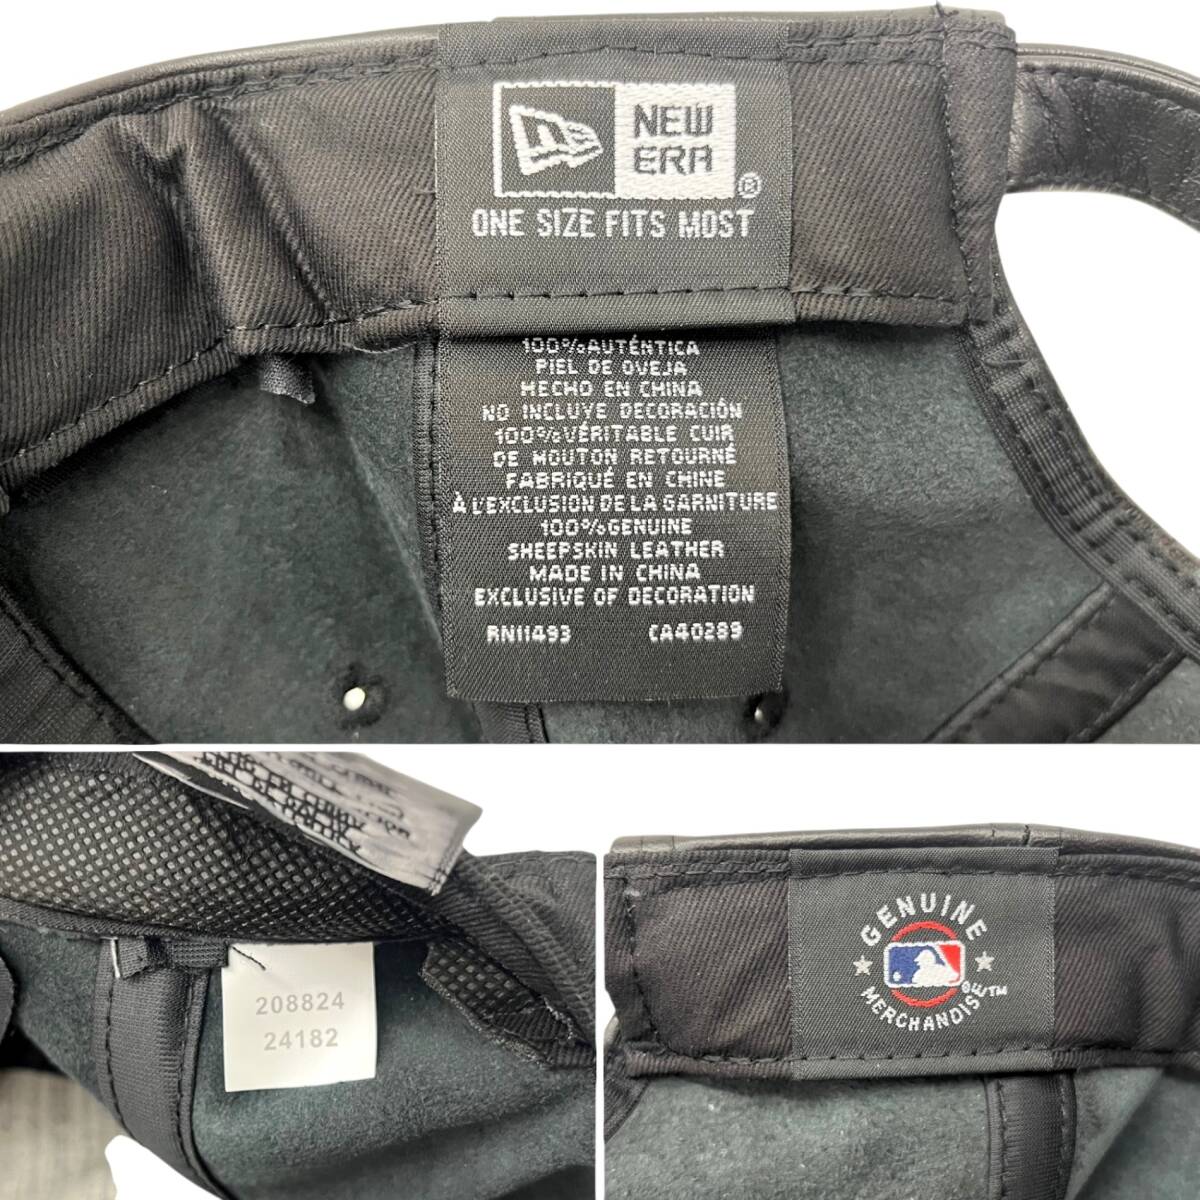 NEW
ERA
®
ONE SIZE FITS MOST
100%AUTÉNTICA
PIEL DE OVEJA
HECHO EN CHINA
NO INCLUYE DECORACIÓN
100%VÉRITABLE CUIR
DE MOUTON RETOURNÉ
FABRIQUÉ EN CHINE
À L'EXCLUSION DE LA GARNITURE
100%GENUINE
SHEEPSKIN LEATHER
MADE IN CHINA
EXCLUSIVE OF DECORATION
RN11493 CA40289
208824
24182
GENUINE
MERCHANDISE™